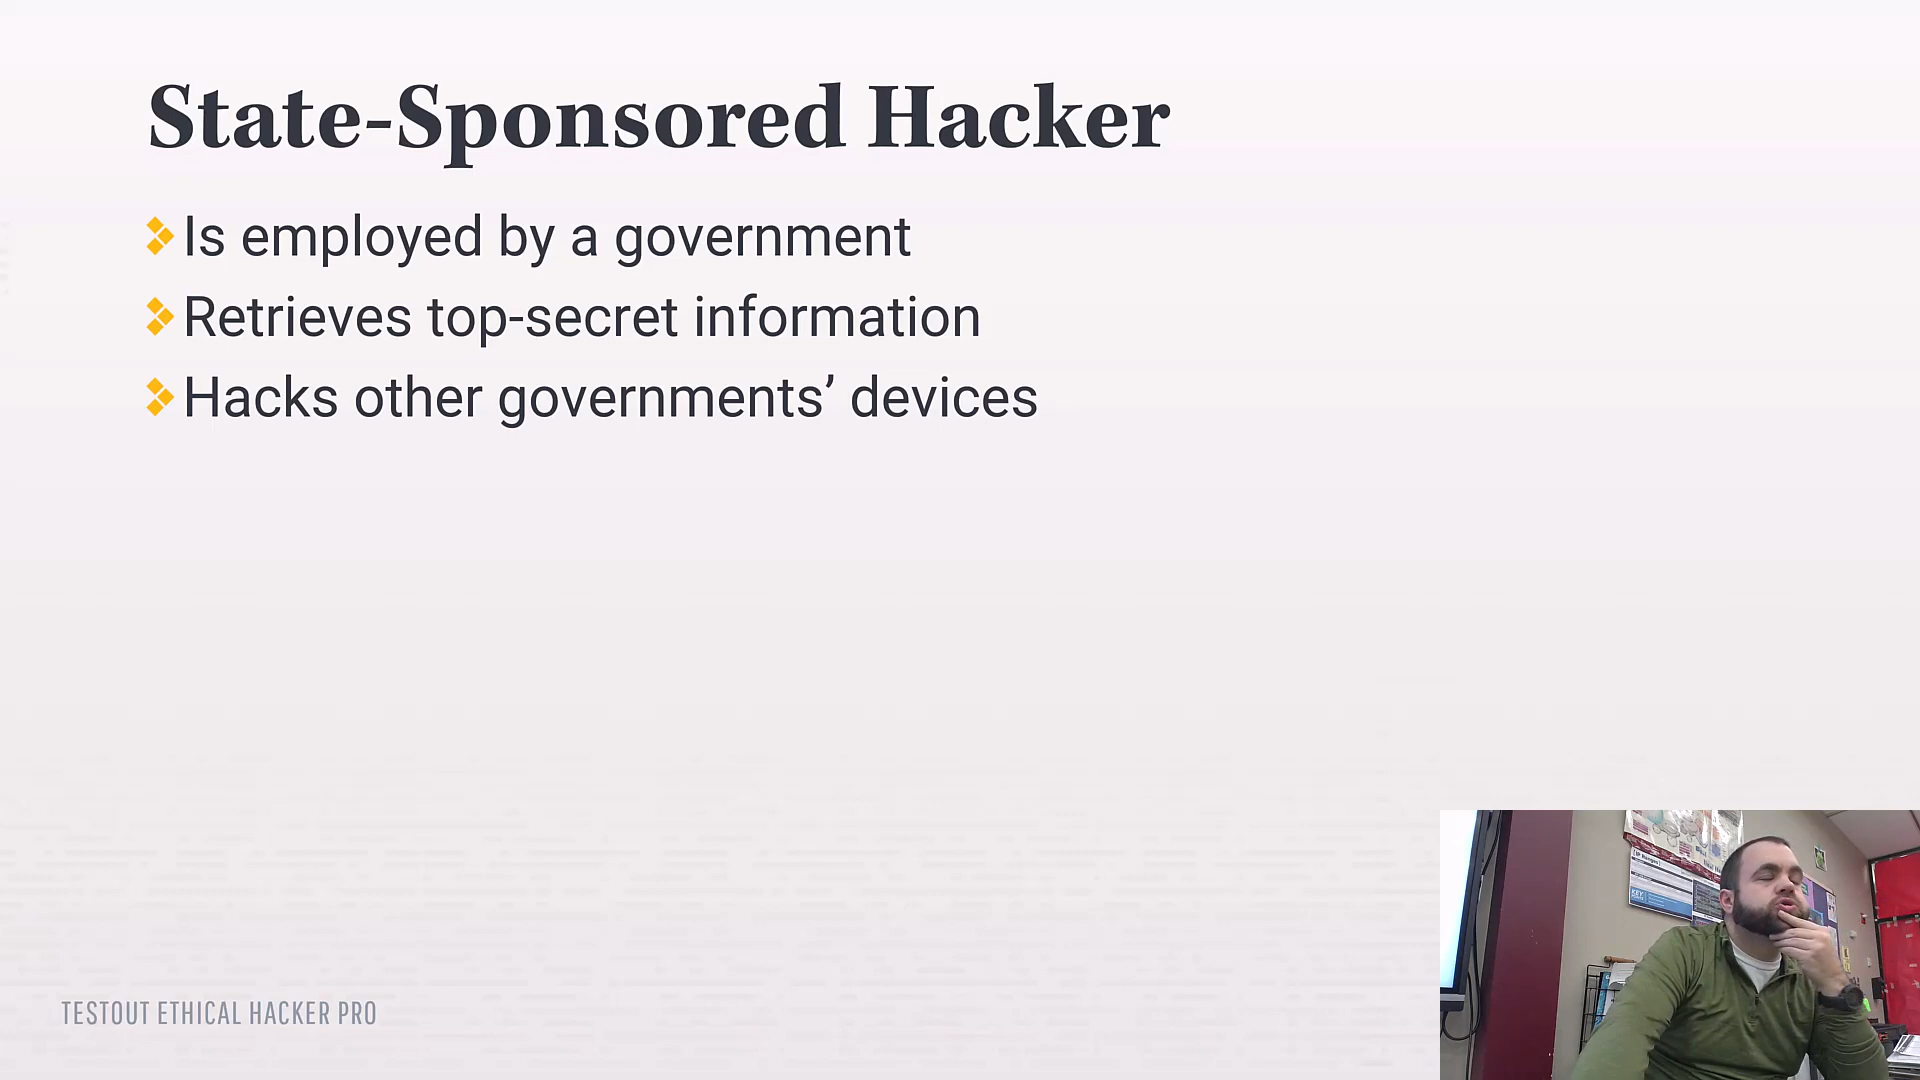 State-Sponsored Hacker
Is employed by a government
Retrieves top-secret information
Hacks other governments’ devices
TESTOUT ETHICAL HACKER PRO